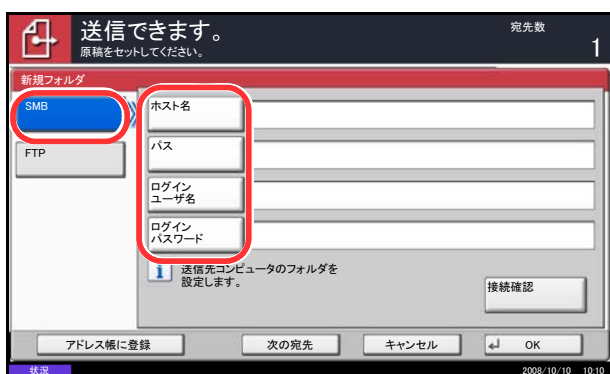 送信できます。
原稿をセットしてください。
宛先数
1
新規フォルダ
SMB
FTP
ホスト名
パス
ログイン
ユーザ名
ログイン
パスワード
送信先コンピュータのフォルダを
設定します。
接続確認
アドレス帳に登録
次の宛先
キャンセル
OK
状況
2008/10/10 10:10